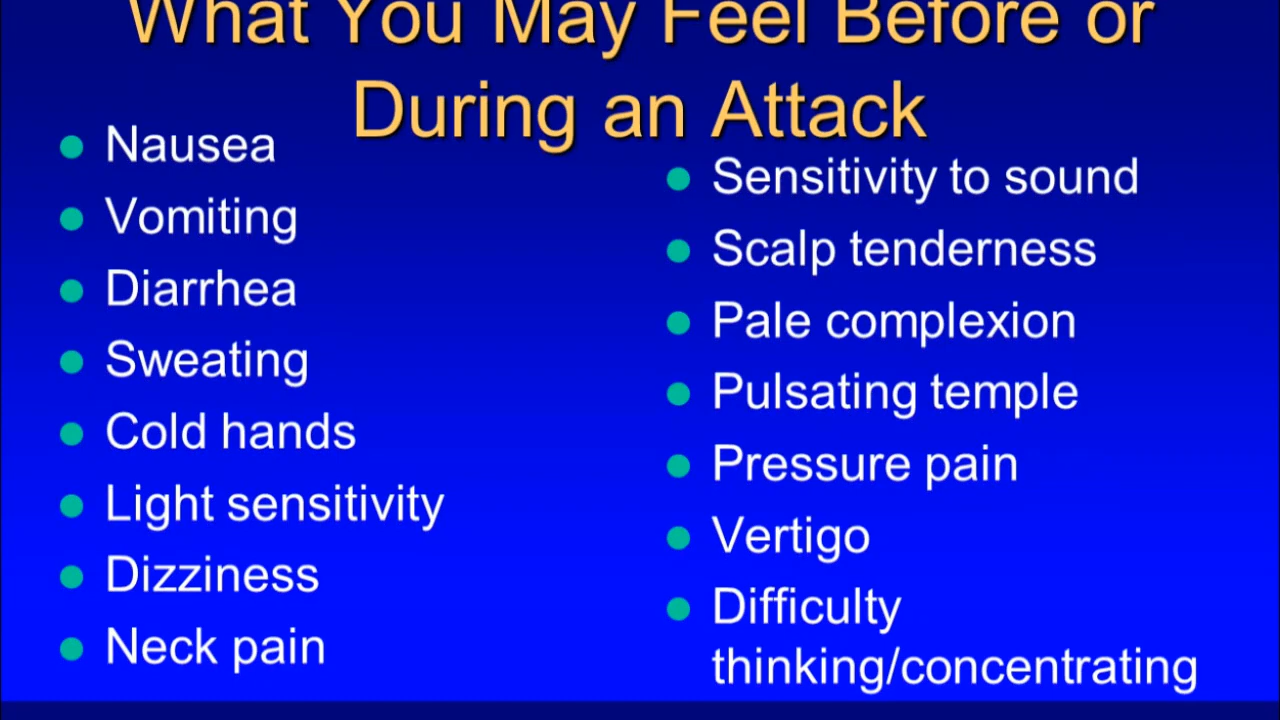 What You May Feel Before or
During an Attack
Nausea
Vomiting
Diarrhea
Sweating
Cold hands
Light sensitivity
Dizziness
Neck pain
Sensitivity to sound
Scalp tenderness
Pale complexion
Pulsating temple
Pressure pain
Vertigo
Difficulty
thinking/concentrating